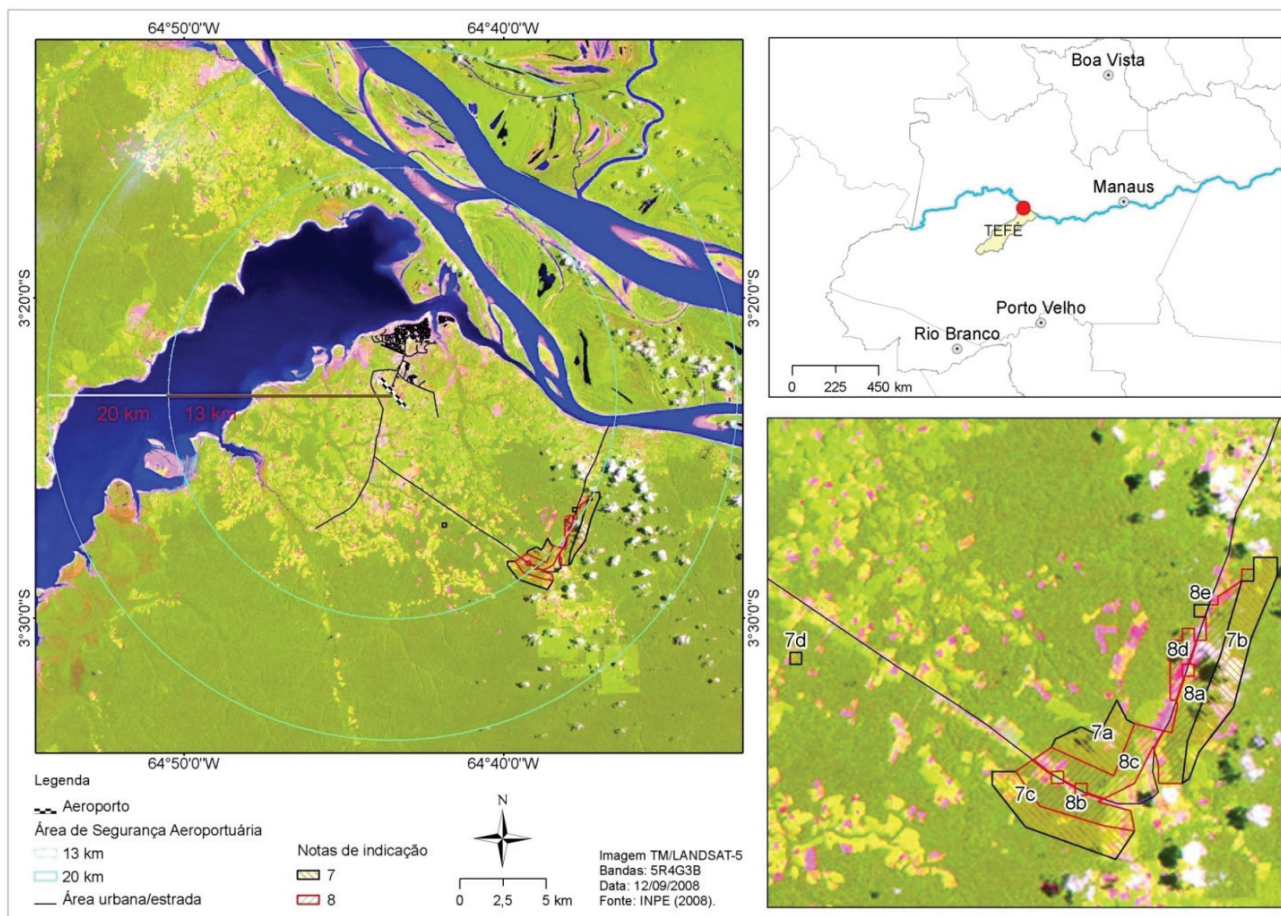 64°50'0"W
64°40'0"W
3°20'0"S
3°20'0"S
20 km
13 km
3°30'0"S
3°30'0"S
64°50'0"W
64°40'0"W
Boa Vista
Manaus
TEFÉ
Porto Velho
Rio Branco
0 225 450 km
8e
7b
7d
8d
8a
7a
8c
7c
8b
Legenda
Aeroporto
Área de Segurança Aeroportuária
13 km
20 km
Área urbana/estrada
Notas de indicação
7
8
N
0 2,5 5 km
Imagem TM/LANDSAT-5
Bandas: 5R4G3B
Data: 12/09/2008
Fonte: INPE (2008).